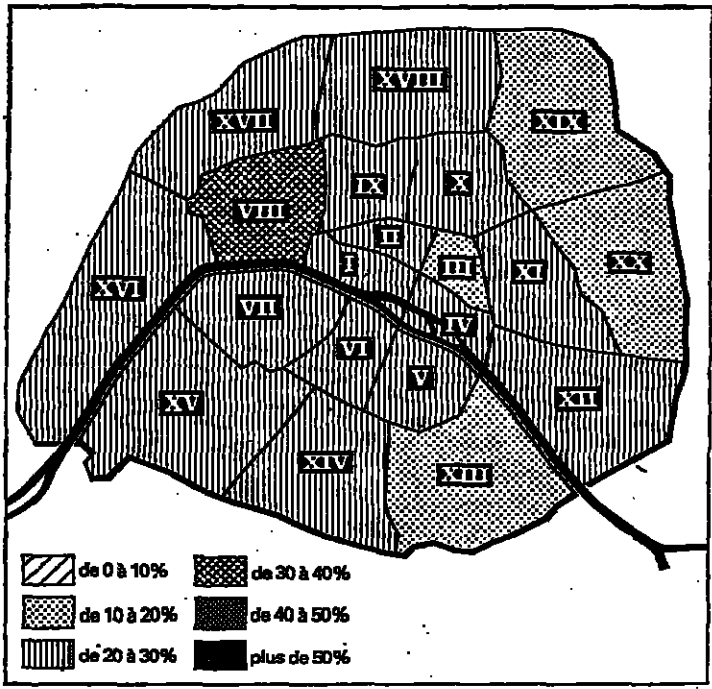 XVIII
XVII
XIX
IX
X
VIII
II
III
XI
XX
I
XVI
VII
IV
VI
V
XV
XII
XIV
XIII
de 0 à 10%
de 10 à 20%
de 20 à 30%
de 30 à 40%
de 40 à 50%
plus de 50%